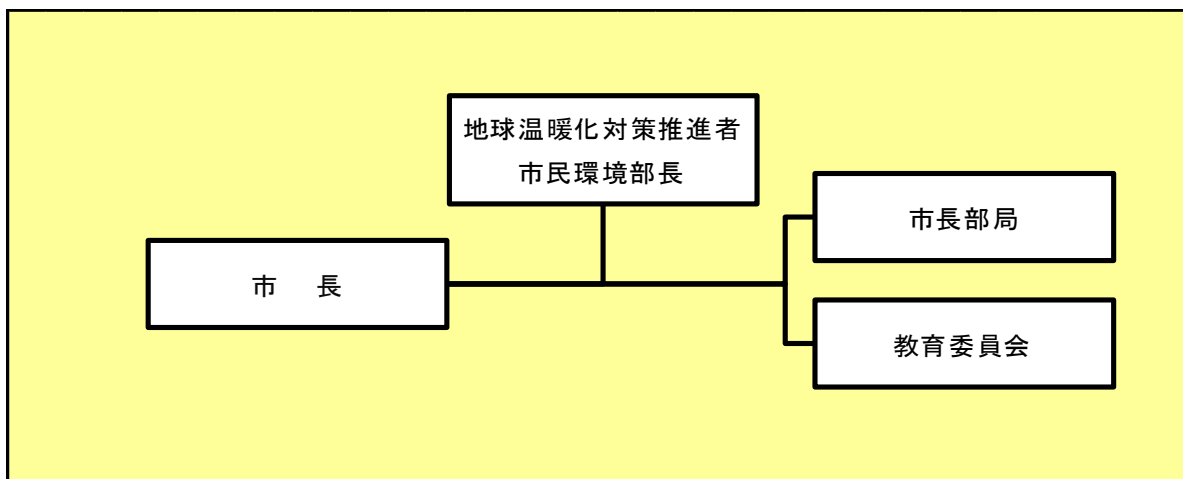 地球温暖化対策推進者
市民環境部長
市長部局
市　長
教育委員会